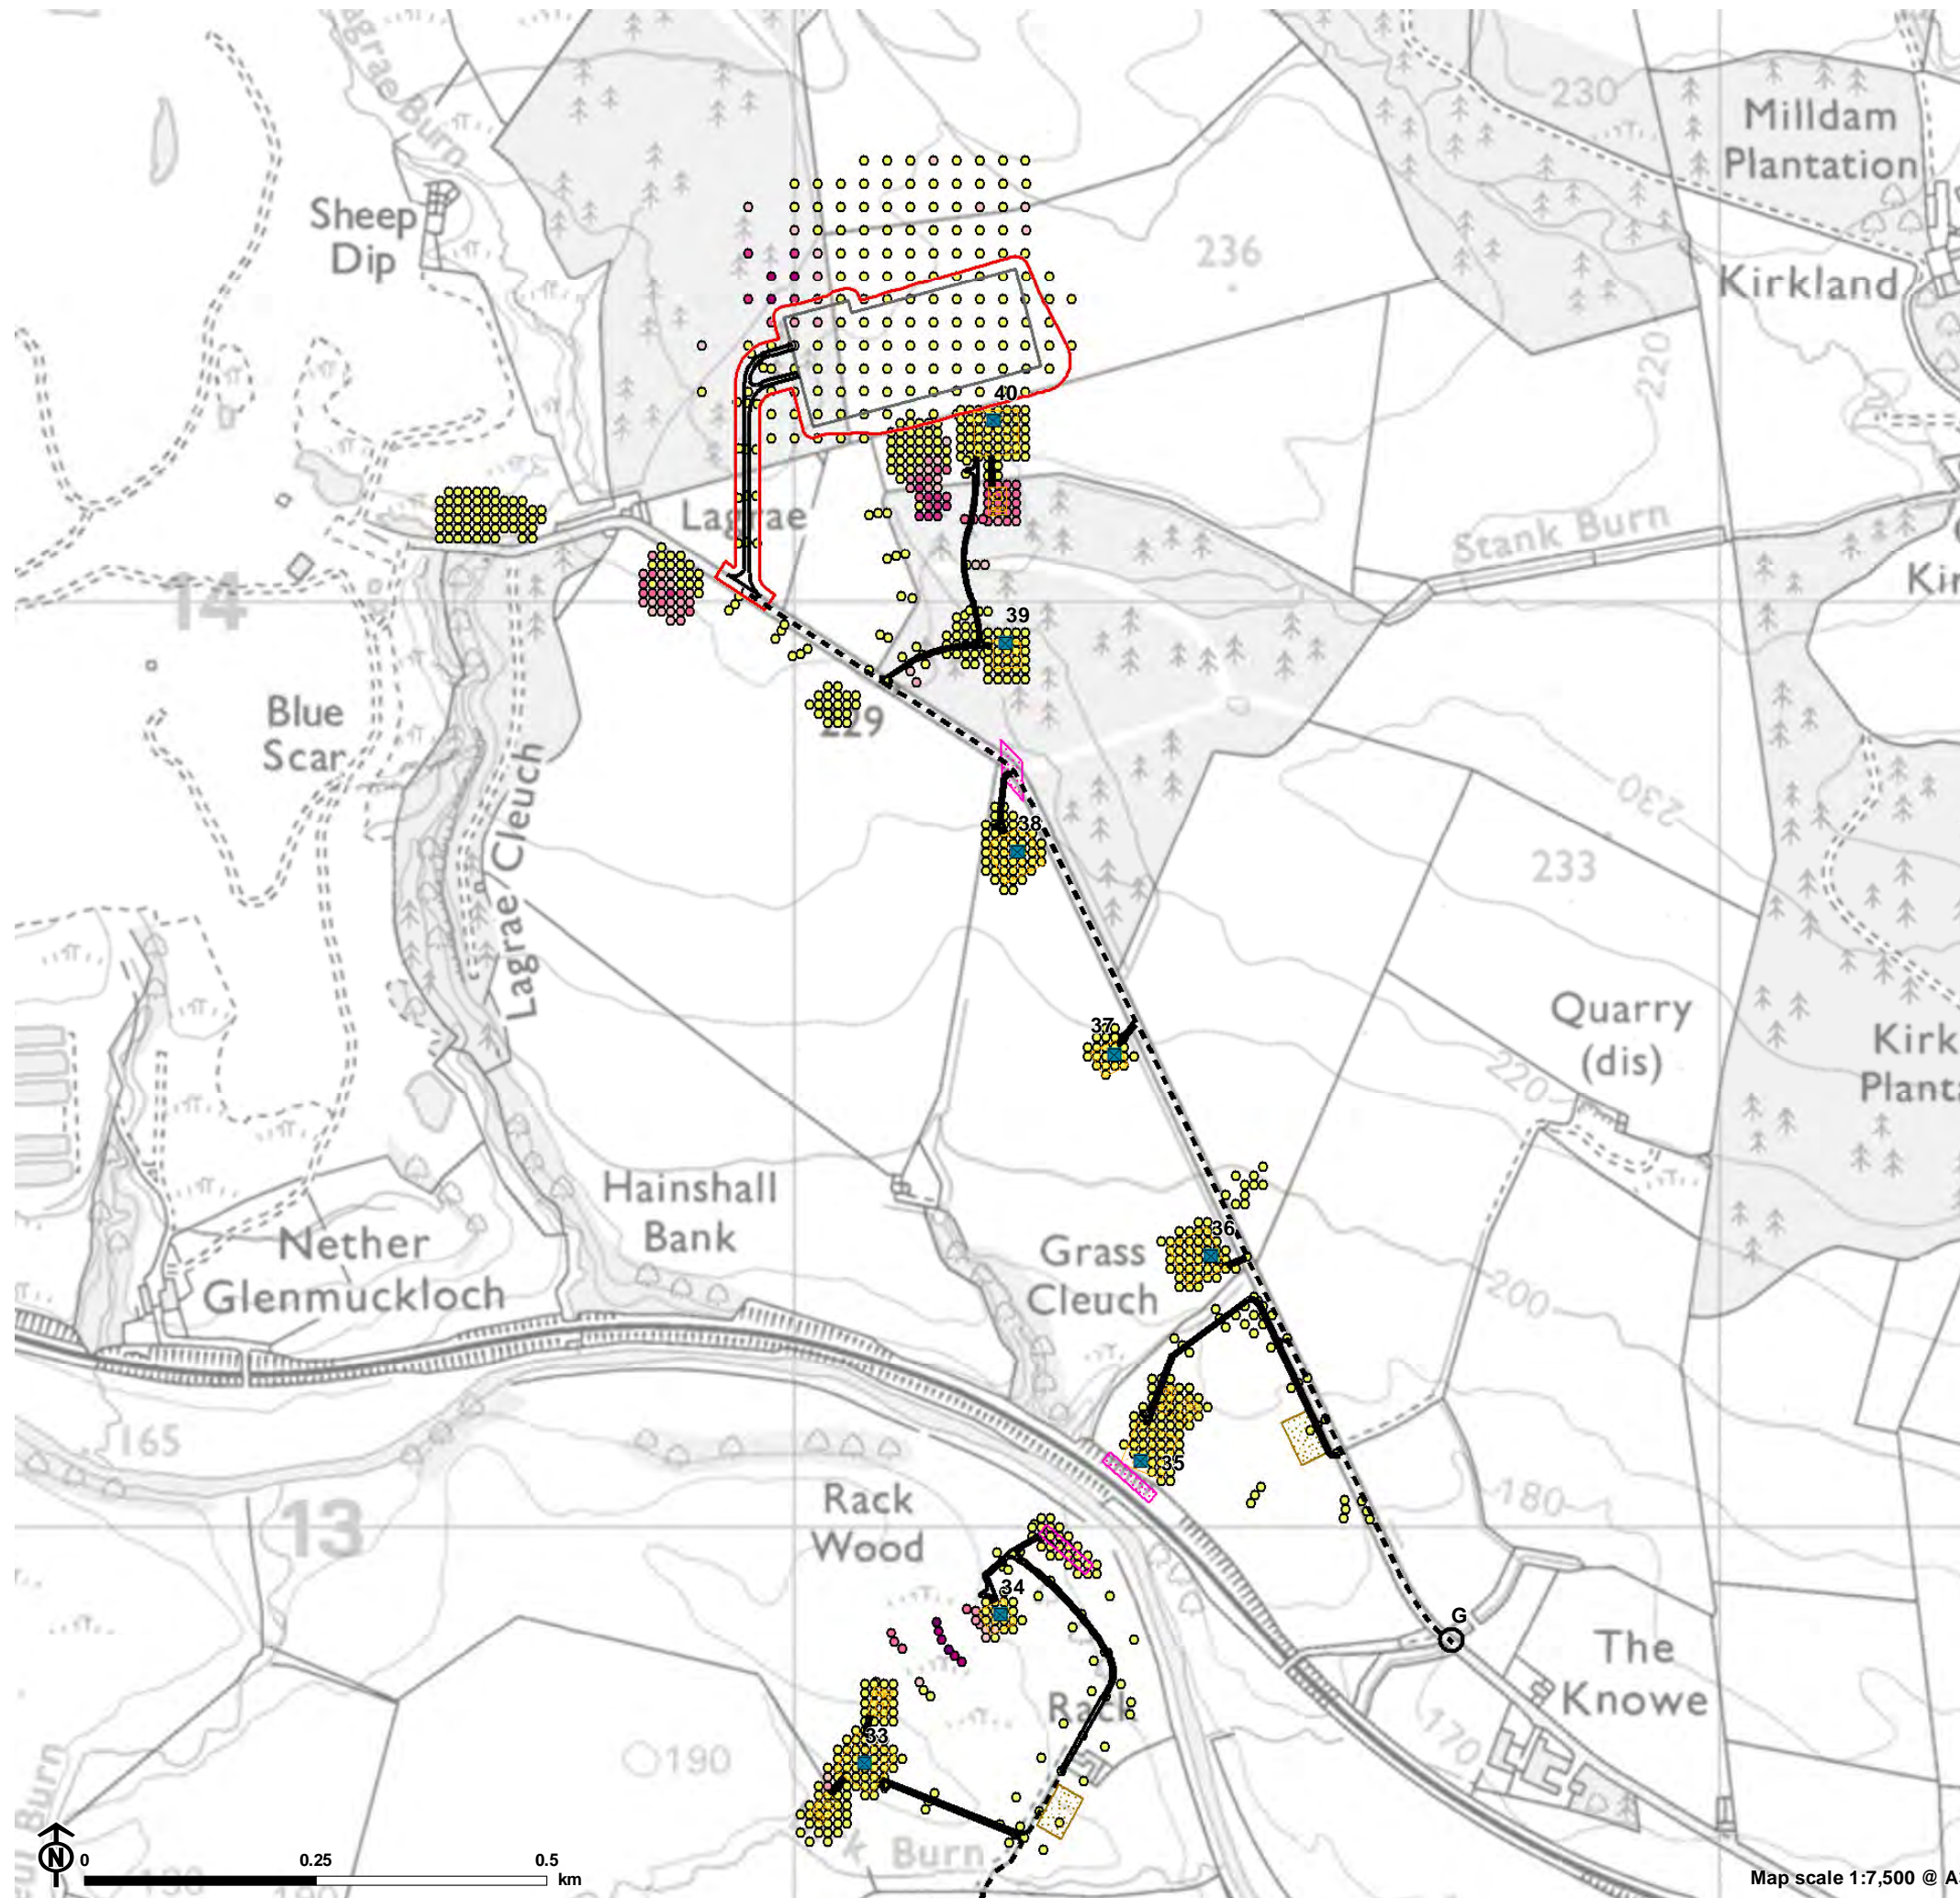 Lagrae Burn
230
Milldam
Plantation
Sheep
Dip
236
Kirkland
220
40
Lagrae
Stank Burn
14
39
Blue
Scar
229
230
38
Lagrae Cleuch
233
Quarry
(dis)
37
220
Hainshall
Bank
36
Nether
Glenmuckloch
Grass
Cleuch
200
165
35
180
Rack
Wood
13
34
G
The
Knowe
Rack
33
170
190
Burn
Burn
N
0 0.25 0.5
km
Map scale 1:7,500 @